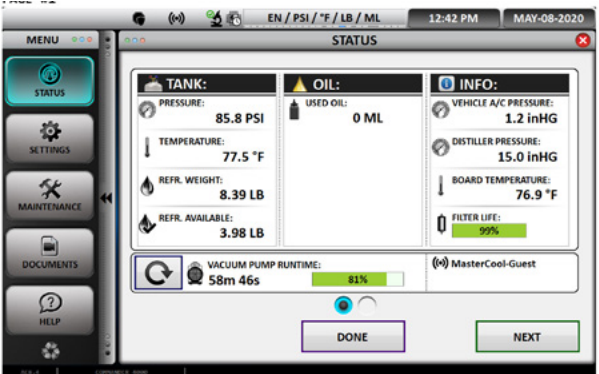 EN / PSI / °F / LB / ML
12:42 PM
MAY-08-2020
MENU
STATUS
STATUS
SETTINGS
MAINTENANCE
DOCUMENTS
HELP
TANK:
PRESSURE:
85.8 PSI
TEMPERATURE:
77.5 °F
REFR. WEIGHT:
8.39 LB
REFR. AVAILABLE:
3.98 LB
OIL:
USED OIL:
0 ML
INFO:
VEHICLE A/C PRESSURE:
1.2 inHG
DISTILLER PRESSURE:
15.0 inHG
BOARD TEMPERATURE:
76.9 °F
FILTER LIFE:
99%
VACUUM PUMP RUNTIME:
58m 46s
81%
MasterCool-Guest
DONE
NEXT